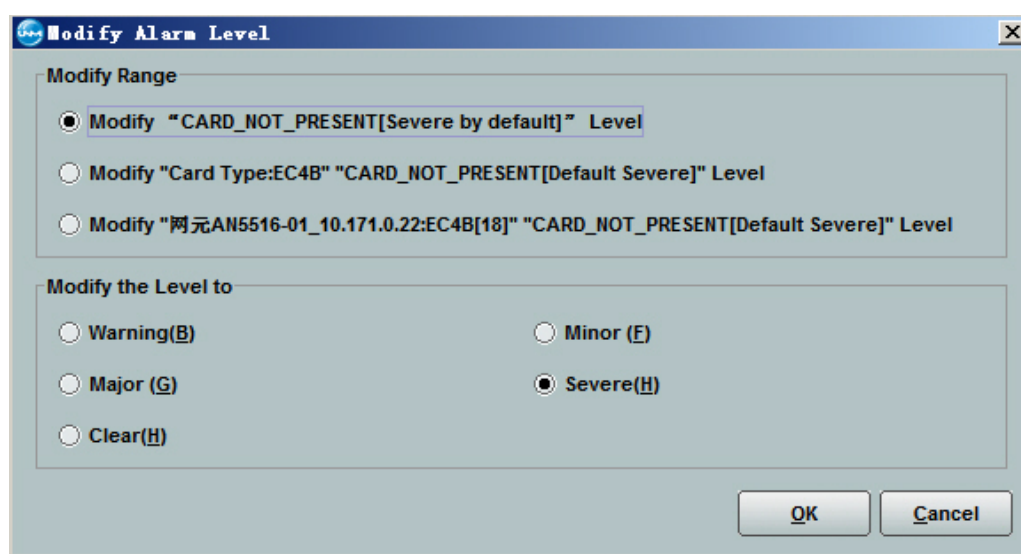 Modify Alarm Level
Modify Range
Modify “CARD_NOT_PRESENT[Severe by default]” Level
Modify "Card Type:EC4B" "CARD_NOT_PRESENT[Default Severe]" Level
Modify "网元AN5516-01_10.171.0.22:EC4B[18]" "CARD_NOT_PRESENT[Default Severe]" Level
Modify the Level to
Warning(B) Minor (F)
Major (G) Severe(H)
Clear(H)
OK Cancel